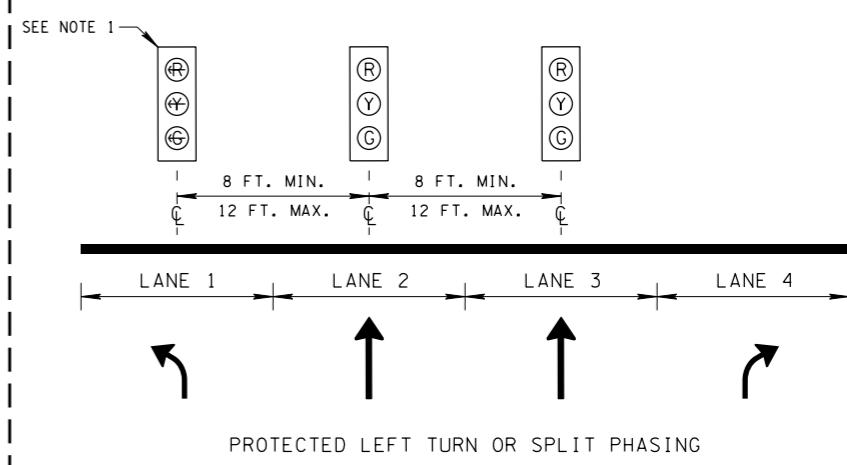 SEE NOTE 1
R R R
Y Y Y
G G G
8 FT. MIN. 8 FT. MIN.
12 FT. MAX. 12 FT. MAX.
℄ ℄ ℄
LANE 1 LANE 2 LANE 3 LANE 4
PROTECTED LEFT TURN OR SPLIT PHASING